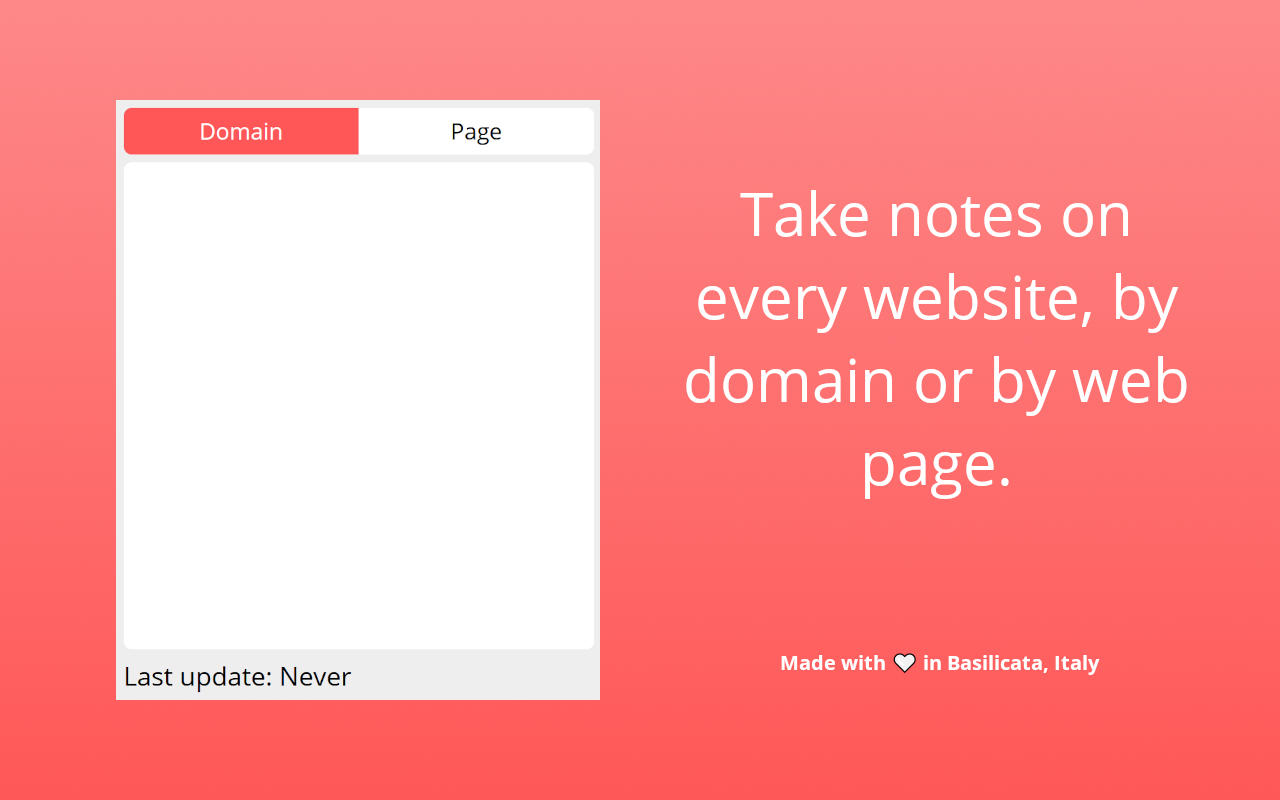 Domain
Page
Last update: Never
Take notes on
every website, by
domain or by web
page.
Made with 🤍 in Basilicata, Italy